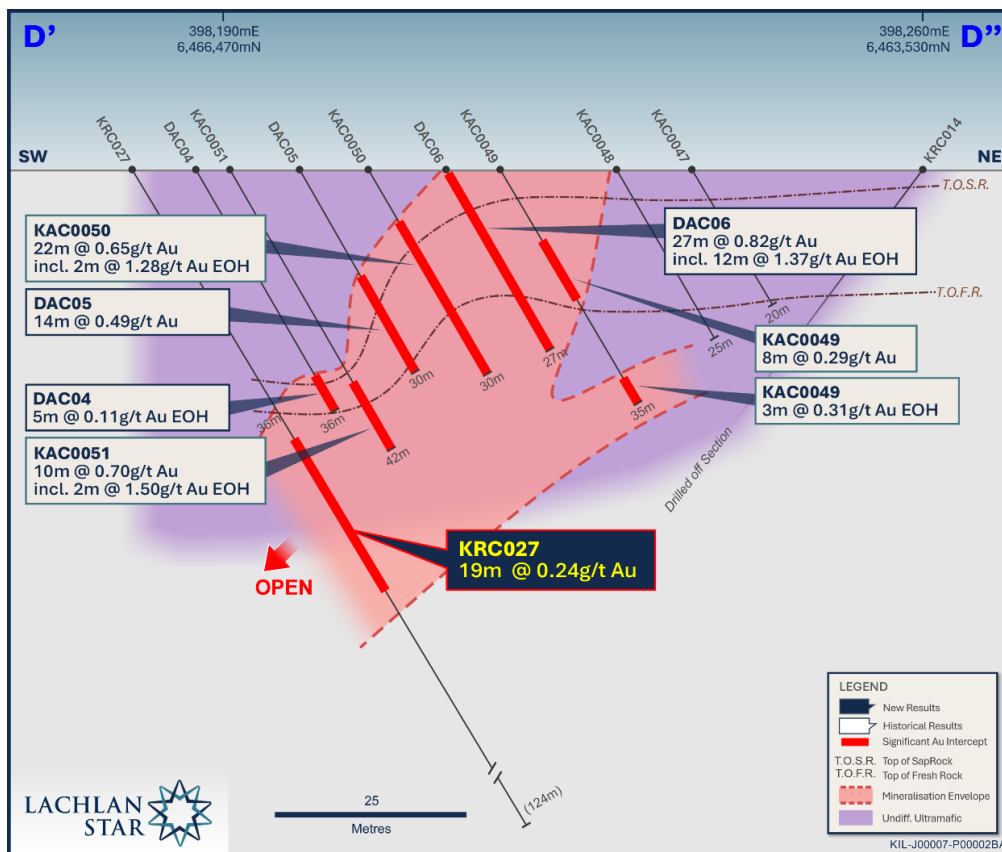 D’
398,190mE
6,466,470mN
398,260mE
6,463,530mN
D”
SW
KRC027
DAC04
KAC0051
DAC05
KAC0050
DAC06
KAC0049
KAC0048
KAC0047
KRC014
NE
T.O.S.R.
KAC0050
22m @ 0.65g/t Au
incl. 2m @ 1.28g/t Au EOH
DAC06
27m @ 0.82g/t Au
incl. 12m @ 1.37g/t Au EOH
T.O.F.R.
DAC05
14m @ 0.49g/t Au
20m
25m
27m
30m
30m
KAC0049
8m @ 0.29g/t Au
DAC04
5m @ 0.11g/t Au EOH
KAC0049
3m @ 0.31g/t Au EOH
36m
36m
35m
42m
KAC0051
10m @ 0.70g/t Au
incl. 2m @ 1.50g/t Au EOH
Drilled off Section
KRC027
19m @ 0.24g/t Au
OPEN
(124m)
LEGEND
New Results
Historical Results
Significant Au Intercept
T.O.S.R. Top of SapRock
T.O.F.R. Top of Fresh Rock
Mineralisation Envelope
Undiff. Ultramafic
LACHLAN
STAR
25
Metres